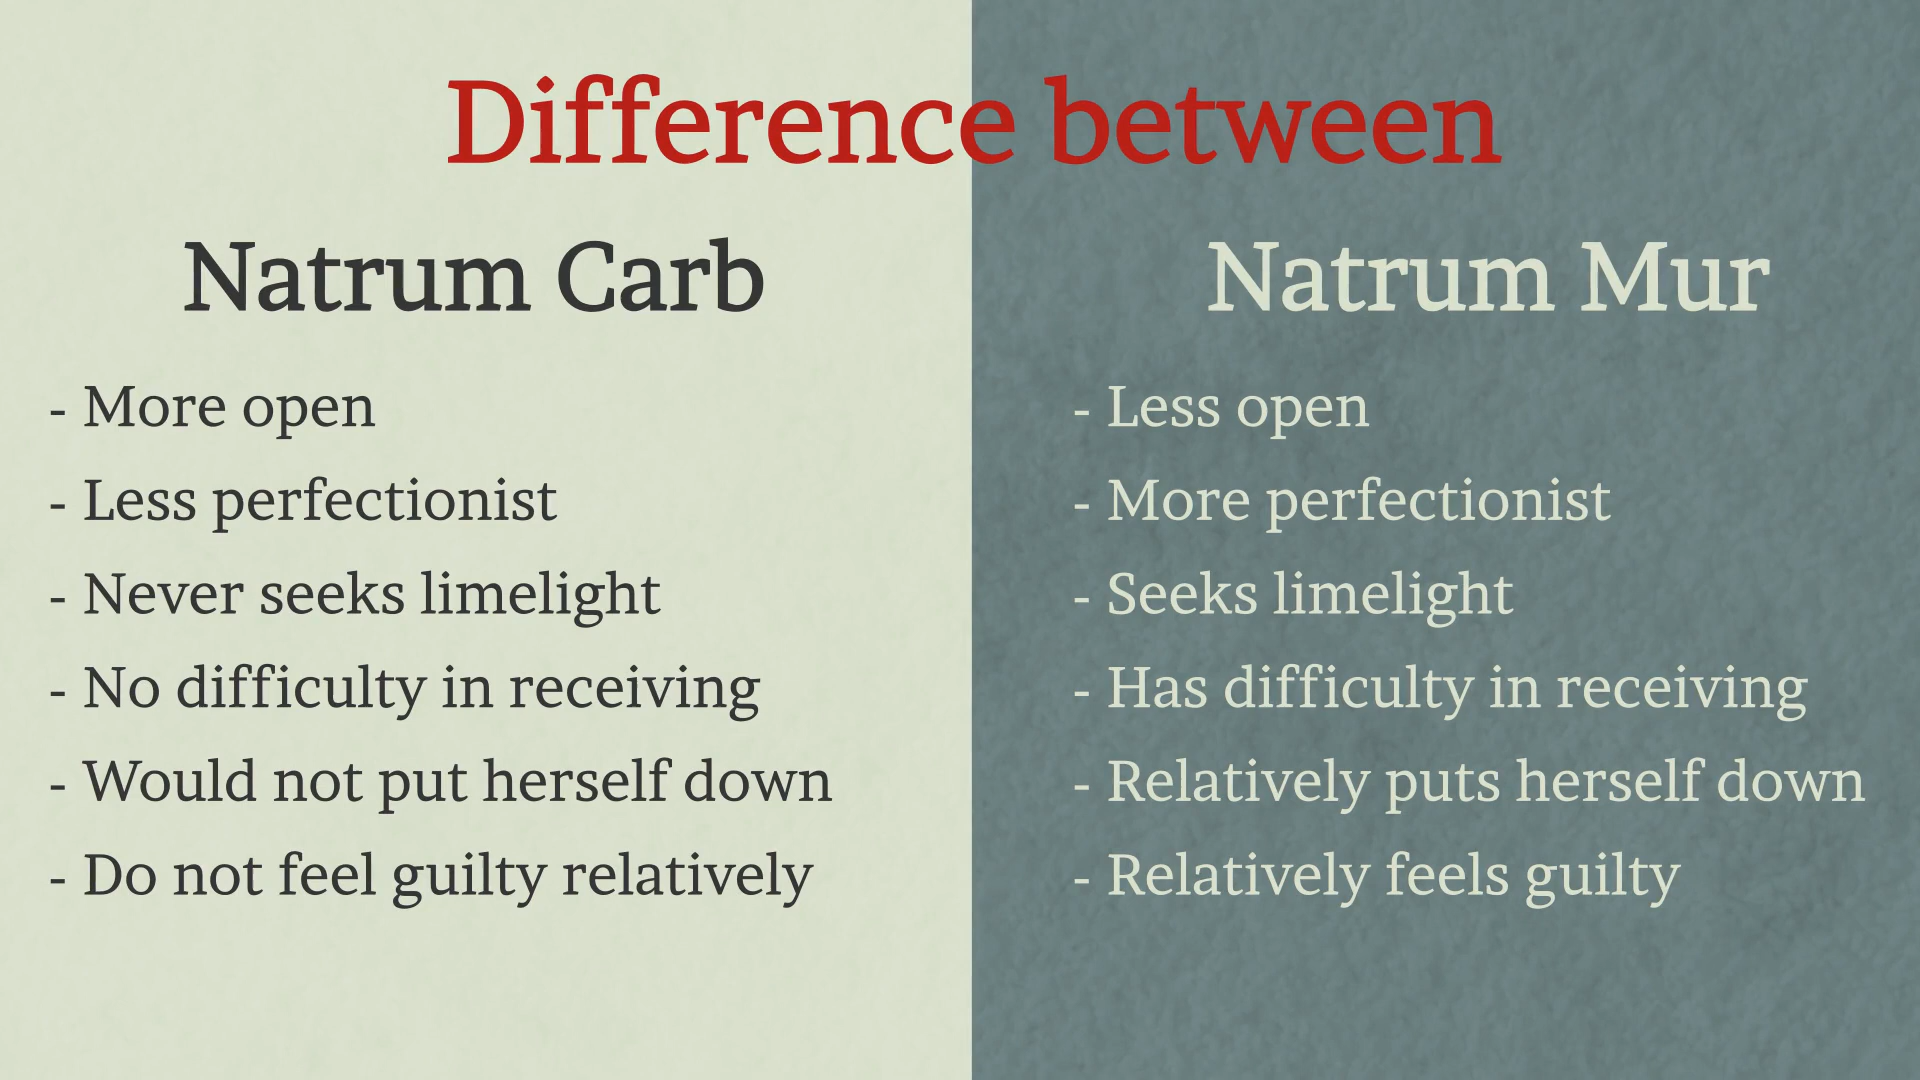 Difference between
Natrum Carb
- More open
- Less perfectionist
- Never seeks limelight
- No difficulty in receiving
- Would not put herself down
- Do not feel guilty relatively
Natrum Mur
- Less open
- More perfectionist
- Seeks limelight
- Has difficulty in receiving
- Relatively puts herself down
- Relatively feels guilty